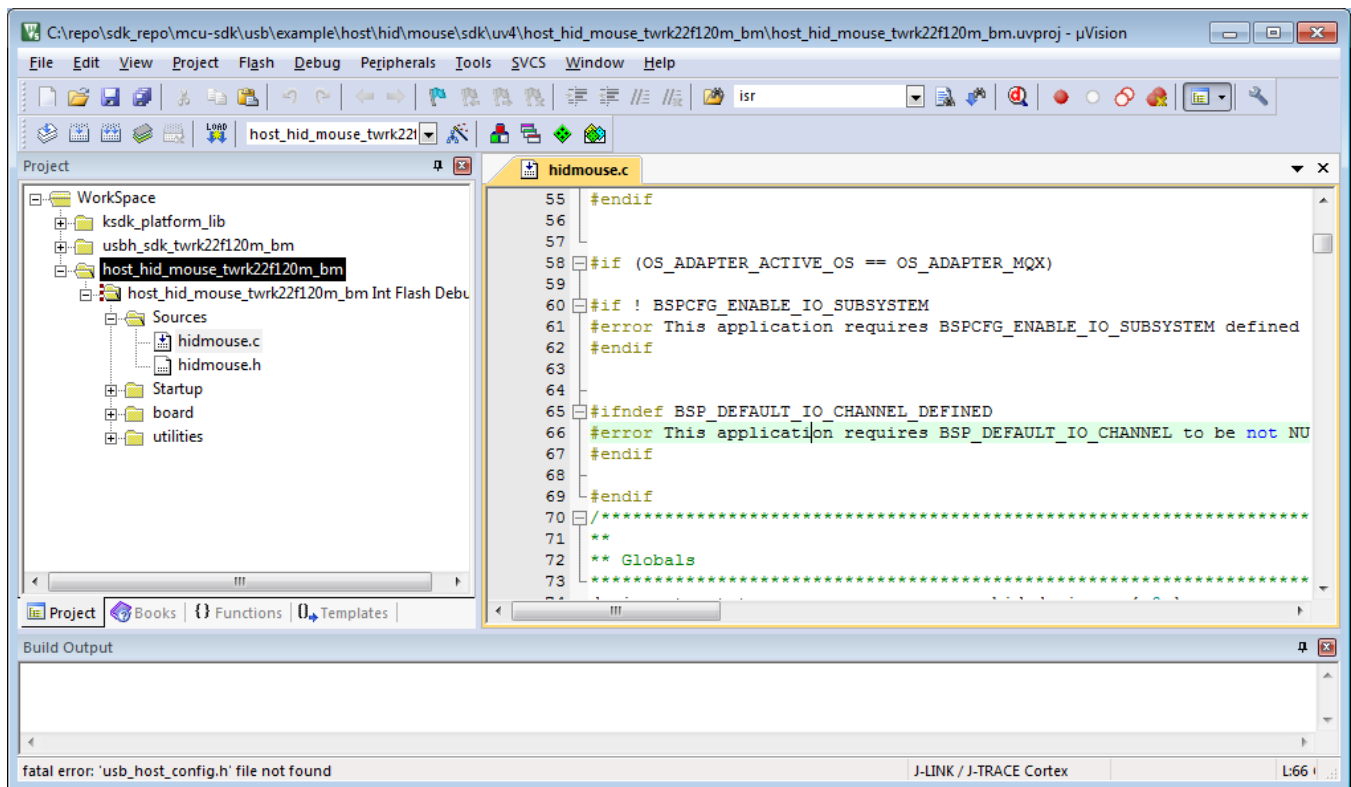 C:\repo\sdk_repo\mcu-sdk\usb\example\host\hid\mouse\sdk\uv4\host_hid_mouse_twrk22f120m_bm\host_hid_mouse_twrk22f120m_bm.uvproj - µVision
File Edit View Project Flash Debug Peripherals Tools SVCS Window Help
isr
LOAD host_hid_mouse_twrk22f
Project
WorkSpace
ksdk_platform_lib
usbh_sdk_twrk22f120m_bm
host_hid_mouse_twrk22f120m_bm
host_hid_mouse_twrk22f120m_bm Int Flash Debu
Sources
hidmouse.c
hidmouse.h
Startup
board
utilities
Project Books {} Functions Templates
hidmouse.c
55 #endif
56
57
58 #if (OS_ADAPTER_ACTIVE_OS == OS_ADAPTER_MQX)
59
60 #if ! BSPCFG_ENABLE_IO_SUBSYSTEM
61 #error This application requires BSPCFG_ENABLE_IO_SUBSYSTEM defined
62 #endif
63
64
65 #ifndef BSP_DEFAULT_IO_CHANNEL_DEFINED
66 #error This application requires BSP_DEFAULT_IO_CHANNEL to be not NU
67 #endif
68
69 #endif
70 /*******************************************************************
71 **
72 ** Globals
73 ********************************************************************
Build Output
fatal error: 'usb_host_config.h' file not found
J-LINK / J-TRACE Cortex
L:66